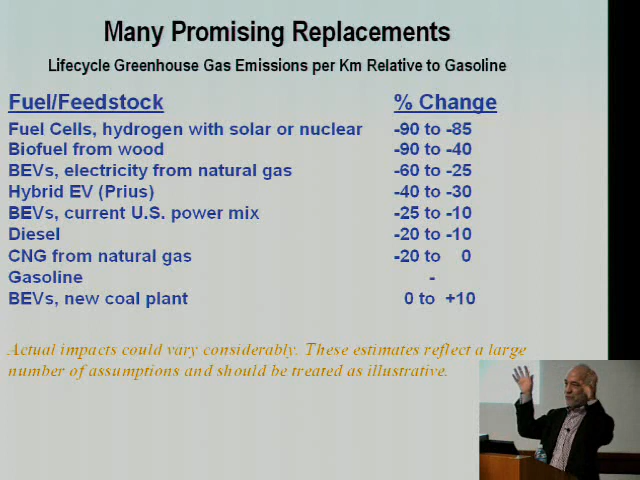 Many Promising Replacements
Lifecycle Greenhouse Gas Emissions per Km Relative to Gasoline
Fuel/Feedstock % Change
Fuel Cells, hydrogen with solar or nuclear -90 to -85
Biofuel from wood -90 to -40
BEVs, electricity from natural gas -60 to -25
Hybrid EV (Prius) -40 to -30
BEVs, current U.S. power mix -25 to -10
Diesel -20 to -10
CNG from natural gas -20 to 0
Gasoline -
BEVs, new coal plant 0 to +10
Actual impacts could vary considerably. These estimates reflect a large
number of assumptions and should be treated as illustrative.